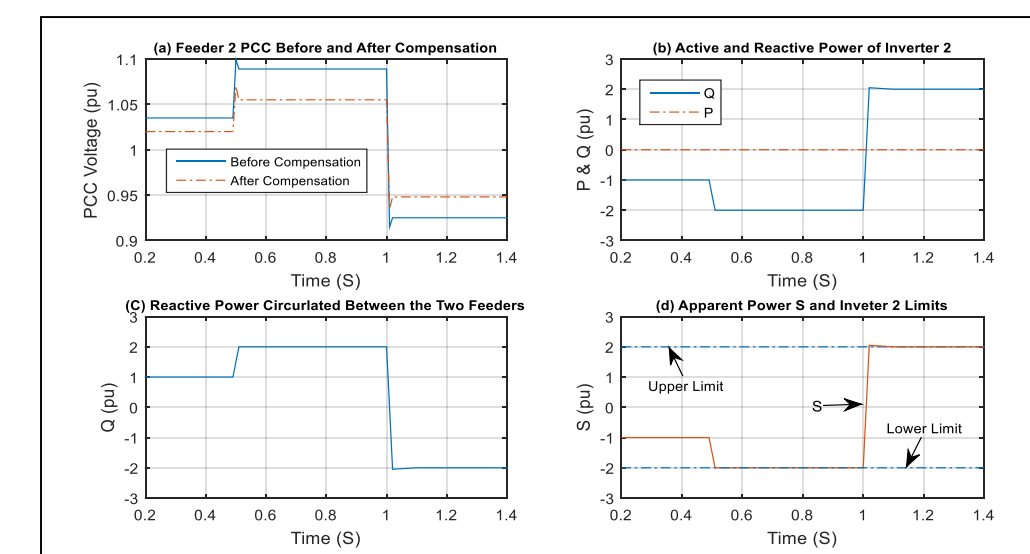 (a) Feeder 2 PCC Before and After Compensation
PCC Voltage (pu)
1.1
1.05
1
0.95
0.9
Before Compensation
After Compensation
0.2 0.4 0.6 0.8 1 1.2 1.4
Time (S)
(b) Active and Reactive Power of Inverter 2
P & Q (pu)
3
2
1
0
-1
-2
-3
Q
P
0.2 0.4 0.6 0.8 1 1.2 1.4
Time (S)
(C) Reactive Power Circurlated Between the Two Feeders
Q (pu)
3
2
1
0
-1
-2
-3
0.2 0.4 0.6 0.8 1 1.2 1.4
Time (S)
(d) Apparent Power S and Inveter 2 Limits
S (pu)
3
2
1
0
-1
-2
-3
Upper Limit
S
Lower Limit
0.2 0.4 0.6 0.8 1 1.2 1.4
Time (S)